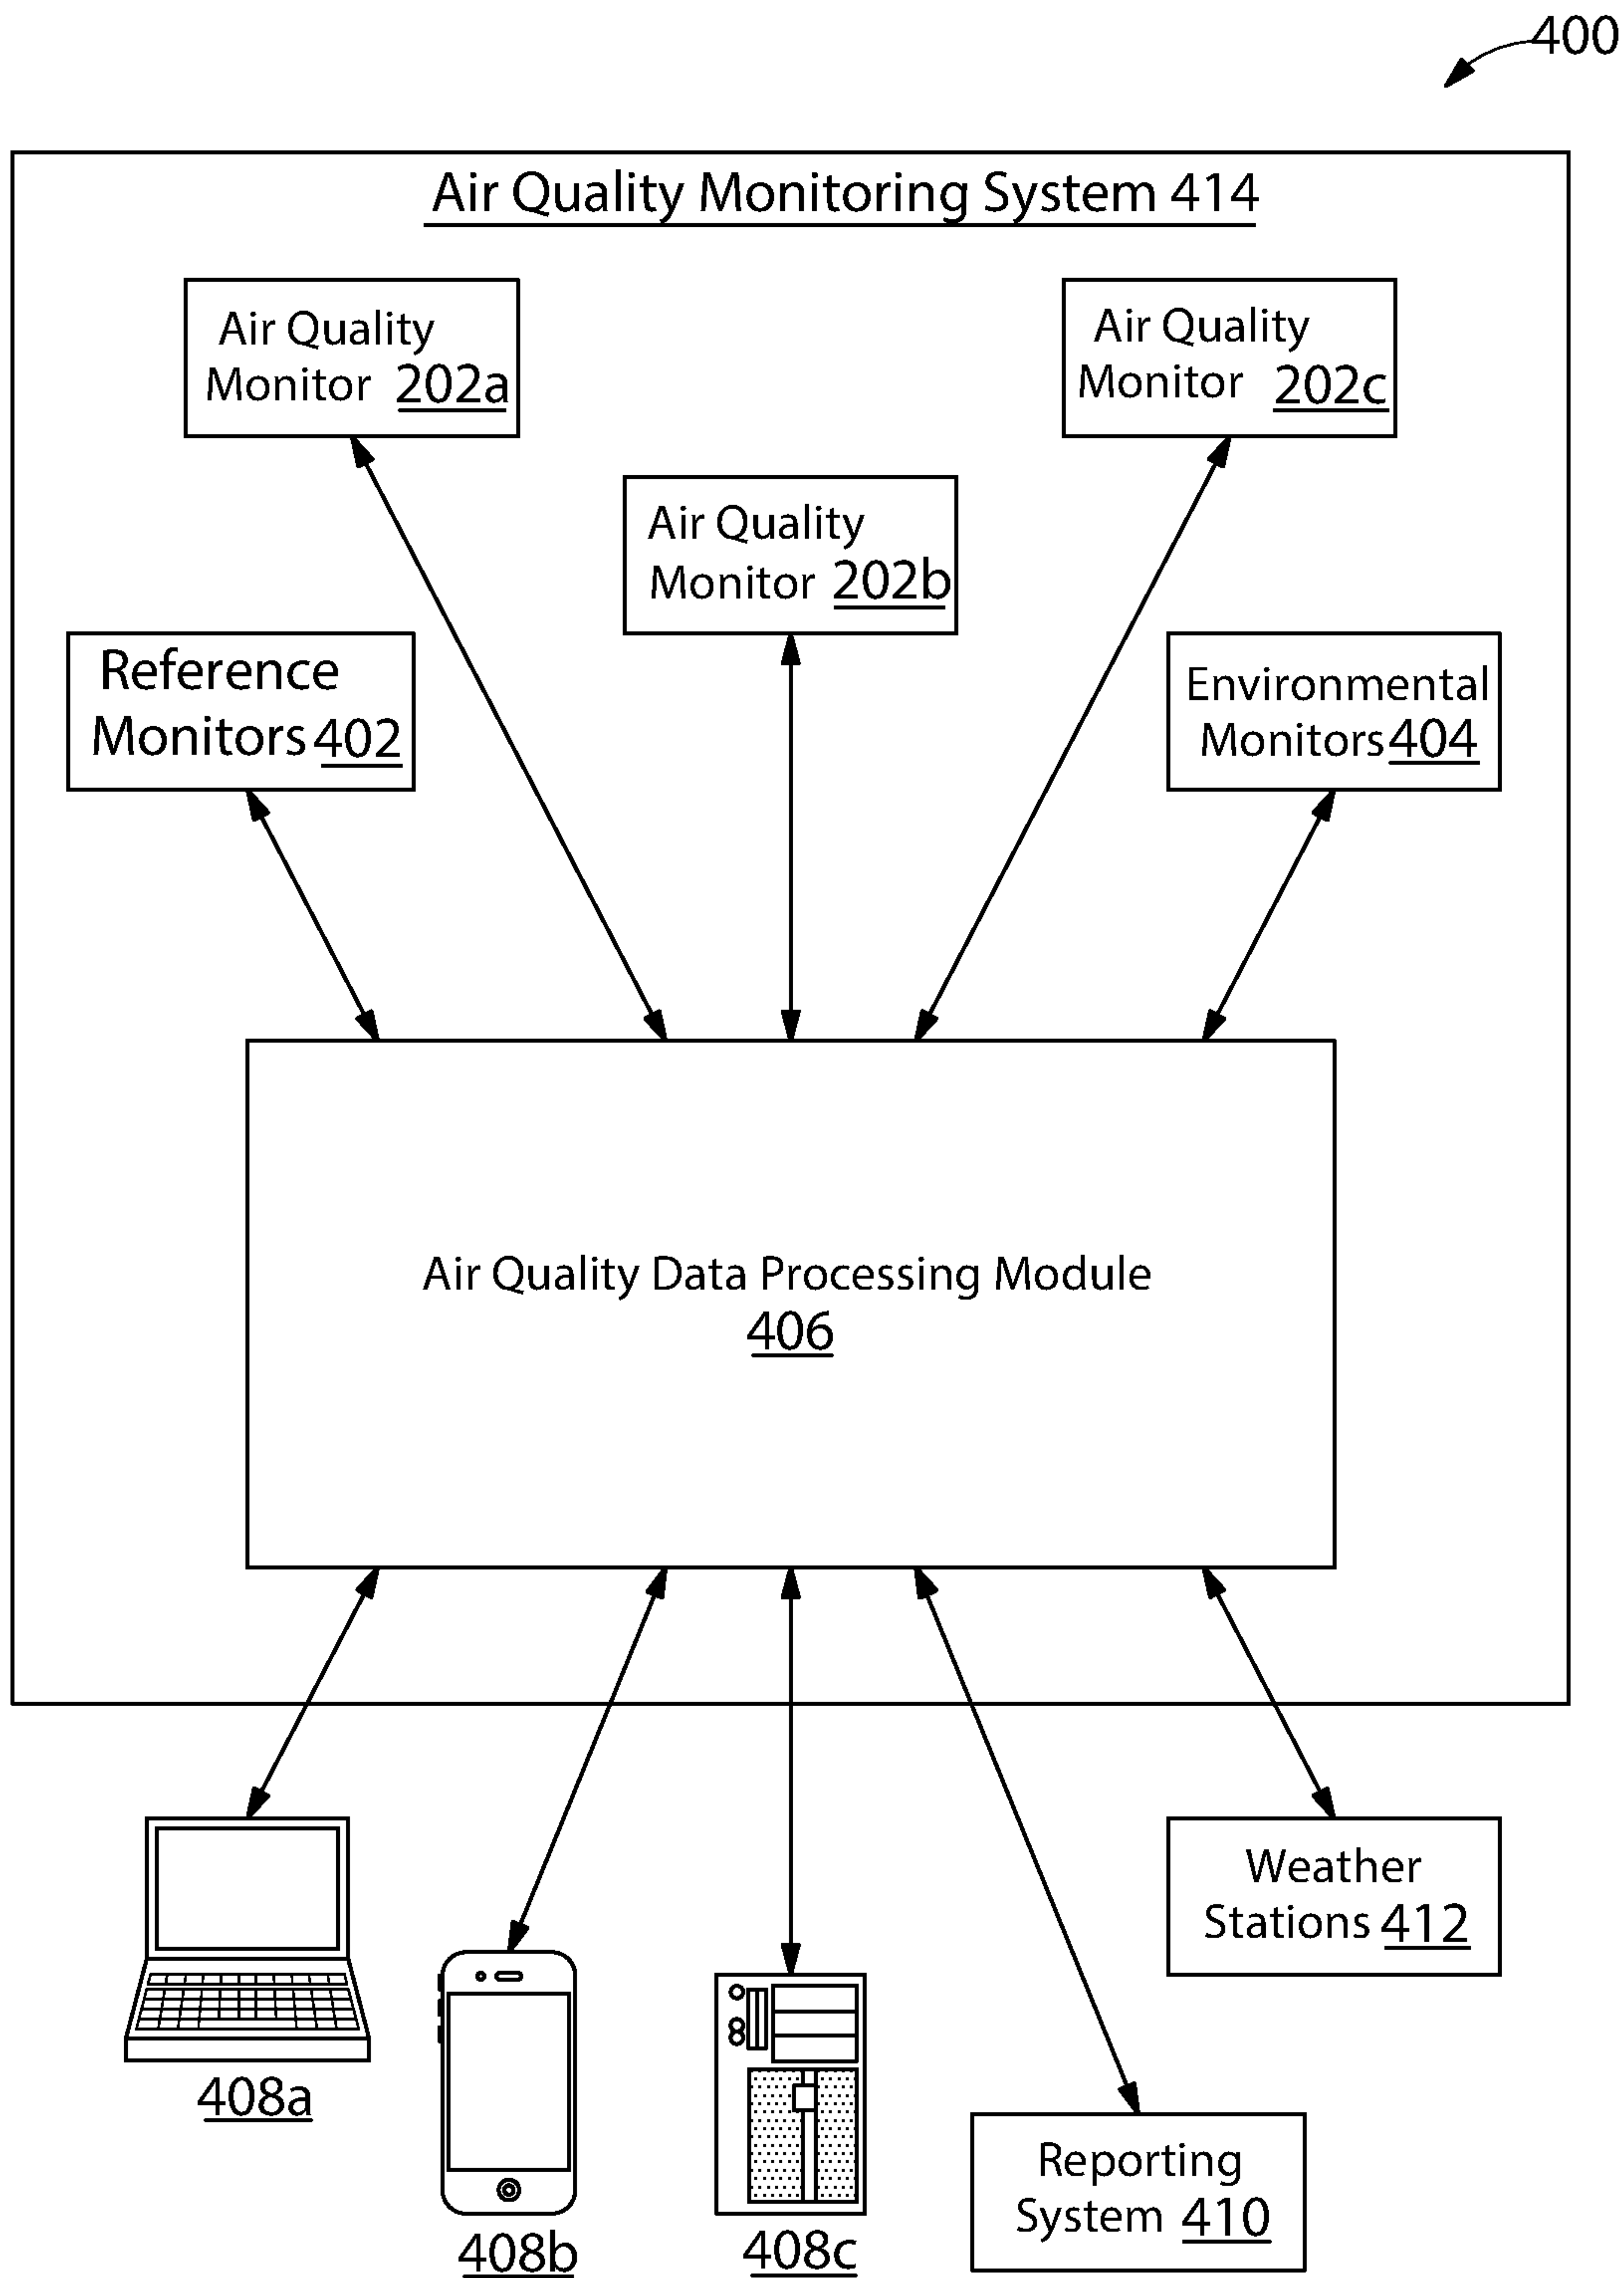 400
Air Quality Monitoring System 414
Air Quality
Monitor 202a
Air Quality
Monitor 202c
Air Quality
Monitor 202b
Reference
Monitors 402
Environmental
Monitors 404
Air Quality Data Processing Module
406
Weather
Stations 412
408a
Reporting
System 410
408b
408c